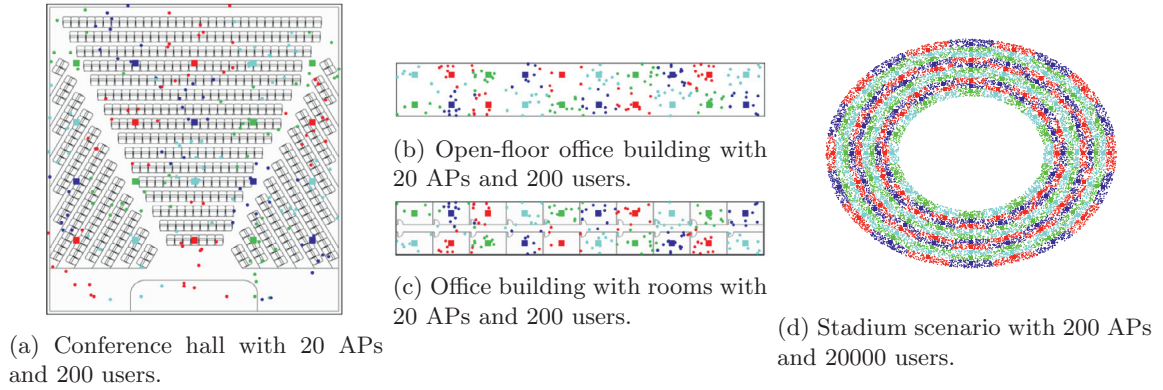 (a) Conference hall with 20 APs
and 200 users.
(b) Open-floor office building with
20 APs and 200 users.
(c) Office building with rooms with
20 APs and 200 users.
(d) Stadium scenario with 200 APs
and 20000 users.